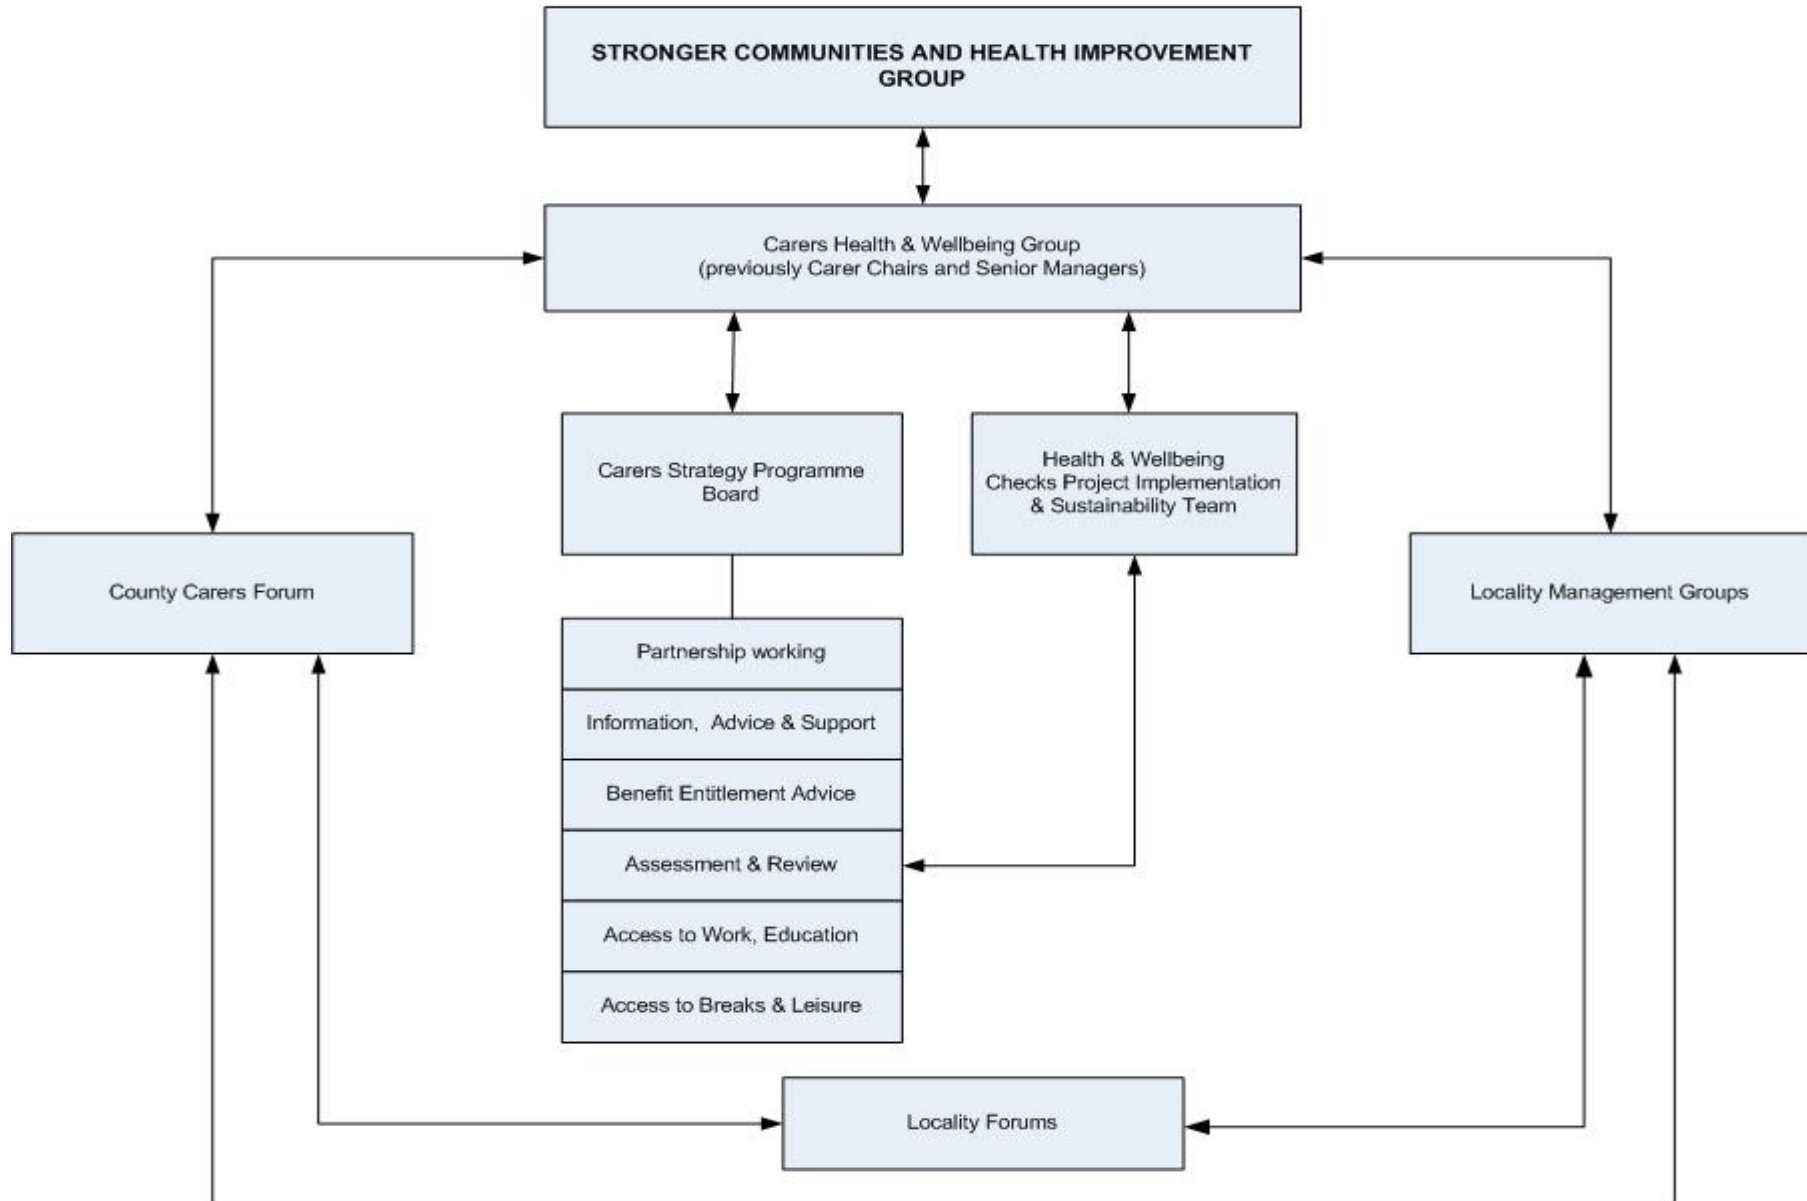 STRONGER COMMUNITIES AND HEALTH IMPROVEMENT
GROUP
Carers Health & Wellbeing Group
(previously Carer Chairs and Senior Managers)
Carers Strategy Programme
Board
Health & Wellbeing
Checks Project Implementation
& Sustainability Team
County Carers Forum
Locality Management Groups
Partnership working
Information, Advice & Support
Benefit Entitlement Advice
Assessment & Review
Access to Work, Education
Access to Breaks & Leisure
Locality Forums